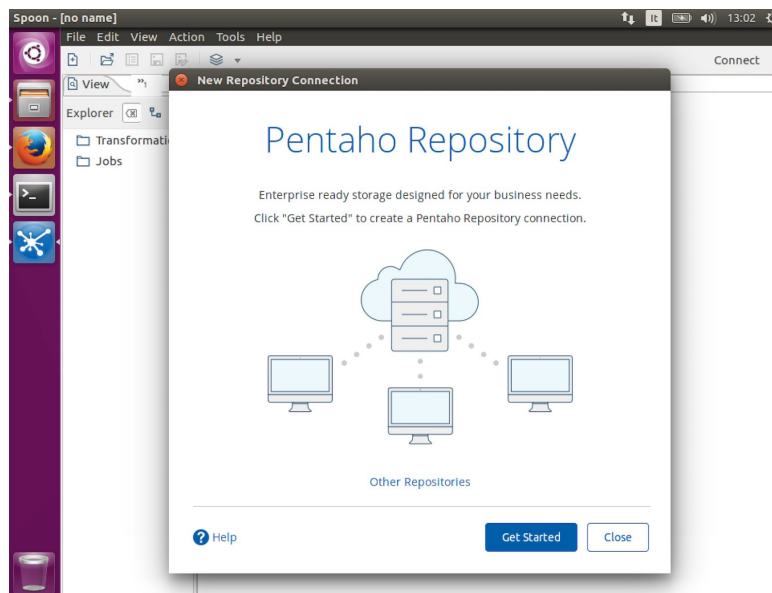 Spoon - [no name]
It
13:02
File Edit View Action Tools Help
Connect
View
New Repository Connection
Explorer
Transformati
Jobs
Pentaho Repository
Enterprise ready storage designed for your business needs.
Click "Get Started" to create a Pentaho Repository connection.
Other Repositories
Help
Get Started
Close